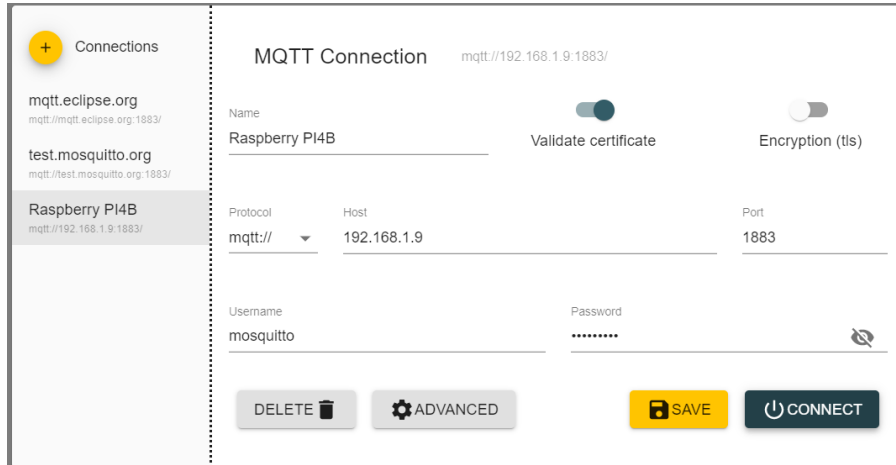 Connections
mqtt.eclipse.org
mqtt://mqtt.eclipse.org:1883/
test.mosquitto.org
mqtt://test.mosquitto.org:1883/
Raspberry PI4B
mqtt://192.168.1.9:1883/
MQTT Connection mqtt://192.168.1.9:1883/
Name
Raspberry PI4B
Validate certificate
Encryption (tls)
Protocol Host Port
mqtt:// 192.168.1.9 1883
Username Password
mosquitto •••••••••
DELETE ADVANCED SAVE CONNECT